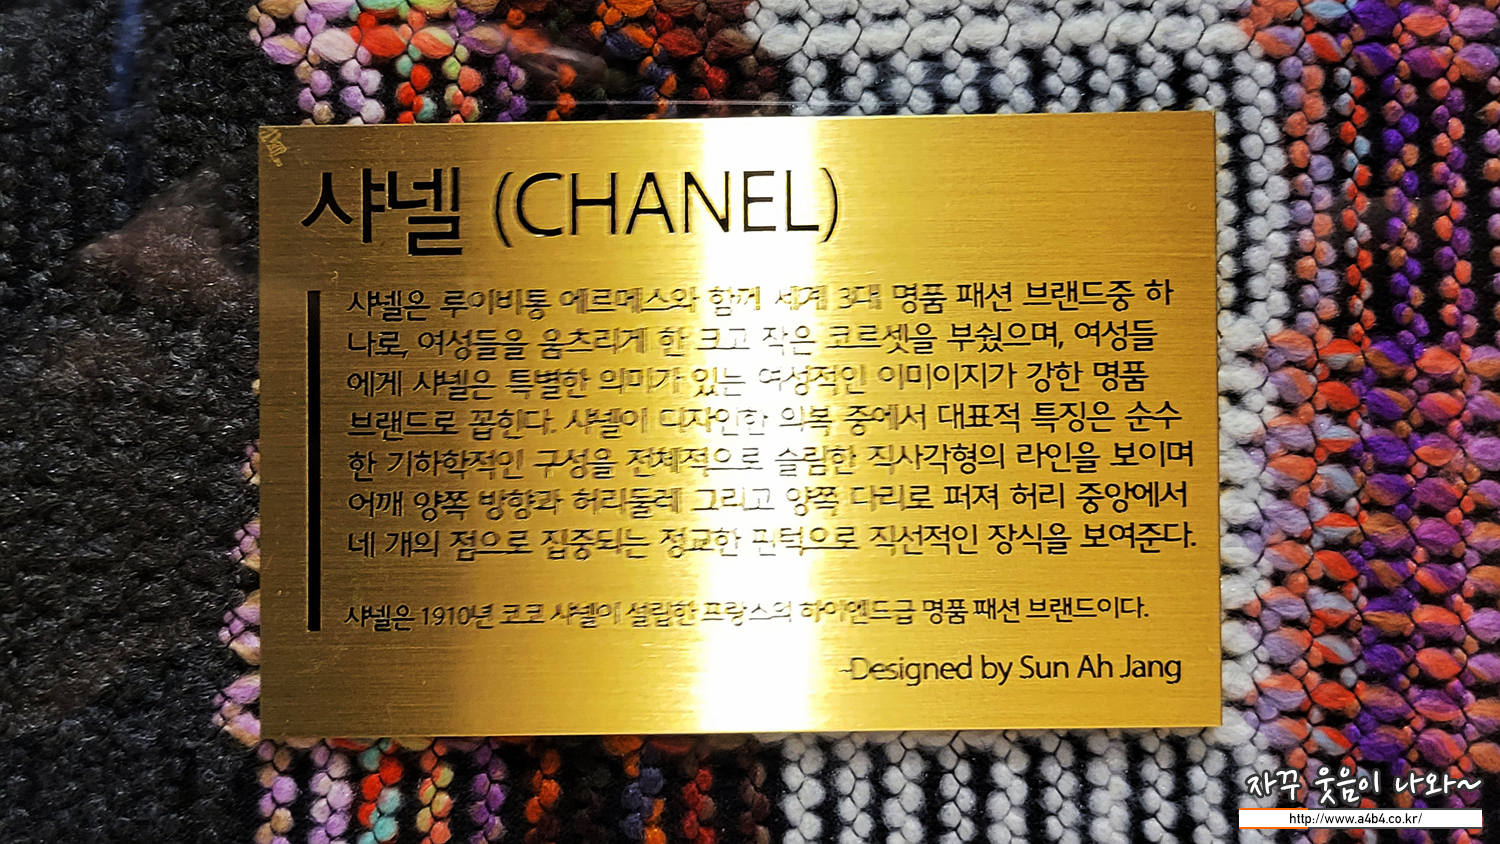 샤넬 (CHANEL)
샤넬은 루이비통 에르메스와 함께 세계 3대 명품 패션 브랜드중 하
나로, 여성들을 움츠리게 한 크고 작은 코르셋을 부쉈으며, 여성들
에게 샤넬은 특별한 의미가 있는 여성적인 이미이지가 강한 명품
브랜드로 꼽힌다. 샤넬이 디자인한 의복 중에서 대표적 특징은 순수
한 기하학적인 구성을 전체적으로 슬림한 직사각형의 라인을 보이며
어깨 양쪽 방향과 허리둘레 그리고 양쪽 다리로 퍼져 허리 중앙에서
네 개의 점으로 집중되는 정교한 핀턱으로 직선적인 장식을 보여준다.
샤넬은 1910년 코코 샤넬이 설립한 프랑스의 하이엔드급 명품 패션 브랜드이다.
-Designed by Sun Ah Jang
자꾸 웃음이 나와~
http://www.a4b4.co.kr/